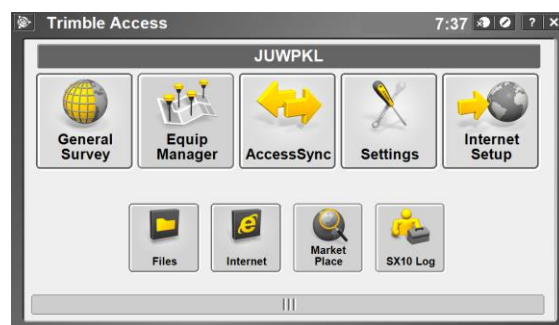 Trimble Access 7:37 ? X
JUWPKL
General
Survey
Equip
Manager
AccessSync
Settings
Internet
Setup
Files
Internet
Market
Place
SX10 Log